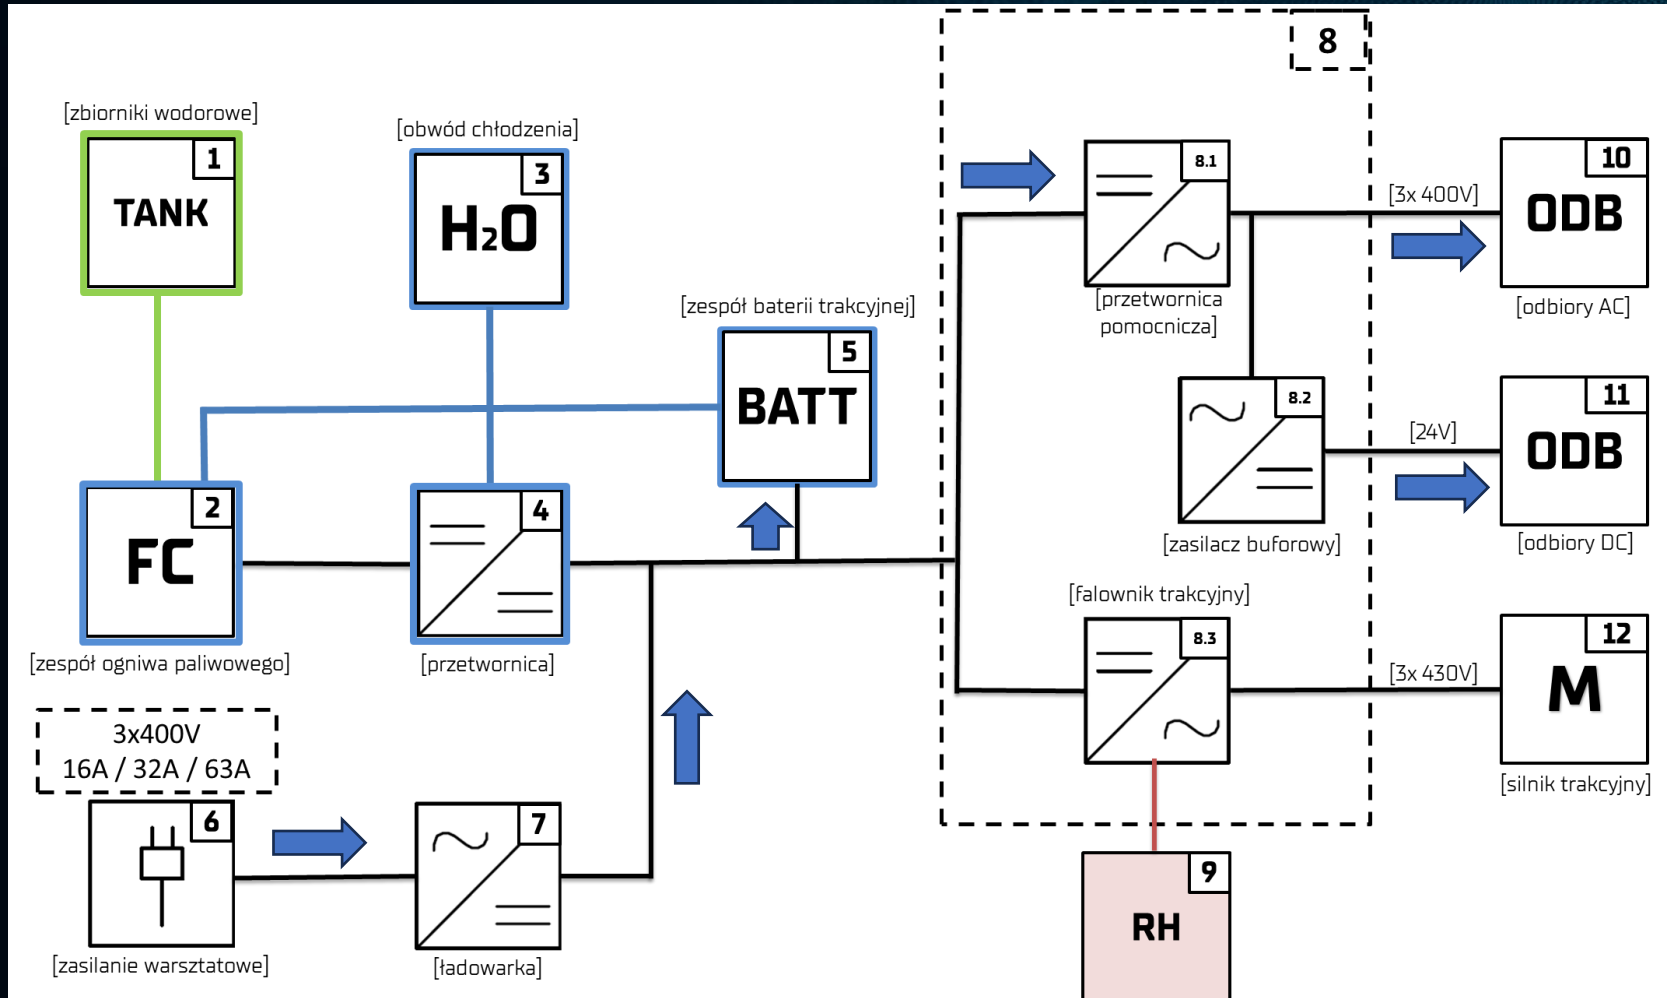 8
[zbiorniki wodorowe]
1
TANK
[obwód chłodzenia]
3
H₂O
[zespół baterii trakcyjnej]
5
BATT
2
FC
[zespół ogniwa paliwowego]
4
[przetwornica]
3x400V
16A / 32A / 63A
6
[zasilanie warsztatowe]
7
[ładowarka]
8.1
[przetwornica
pomocnicza]
8.2
[zasilacz buforowy]
[falownik trakcyjny]
8.3
9
RH
[3x 400V]
10
ODB
[odbiory AC]
[24V]
11
ODB
[odbiory DC]
[3x 430V]
12
M
[silnik trakcyjny]